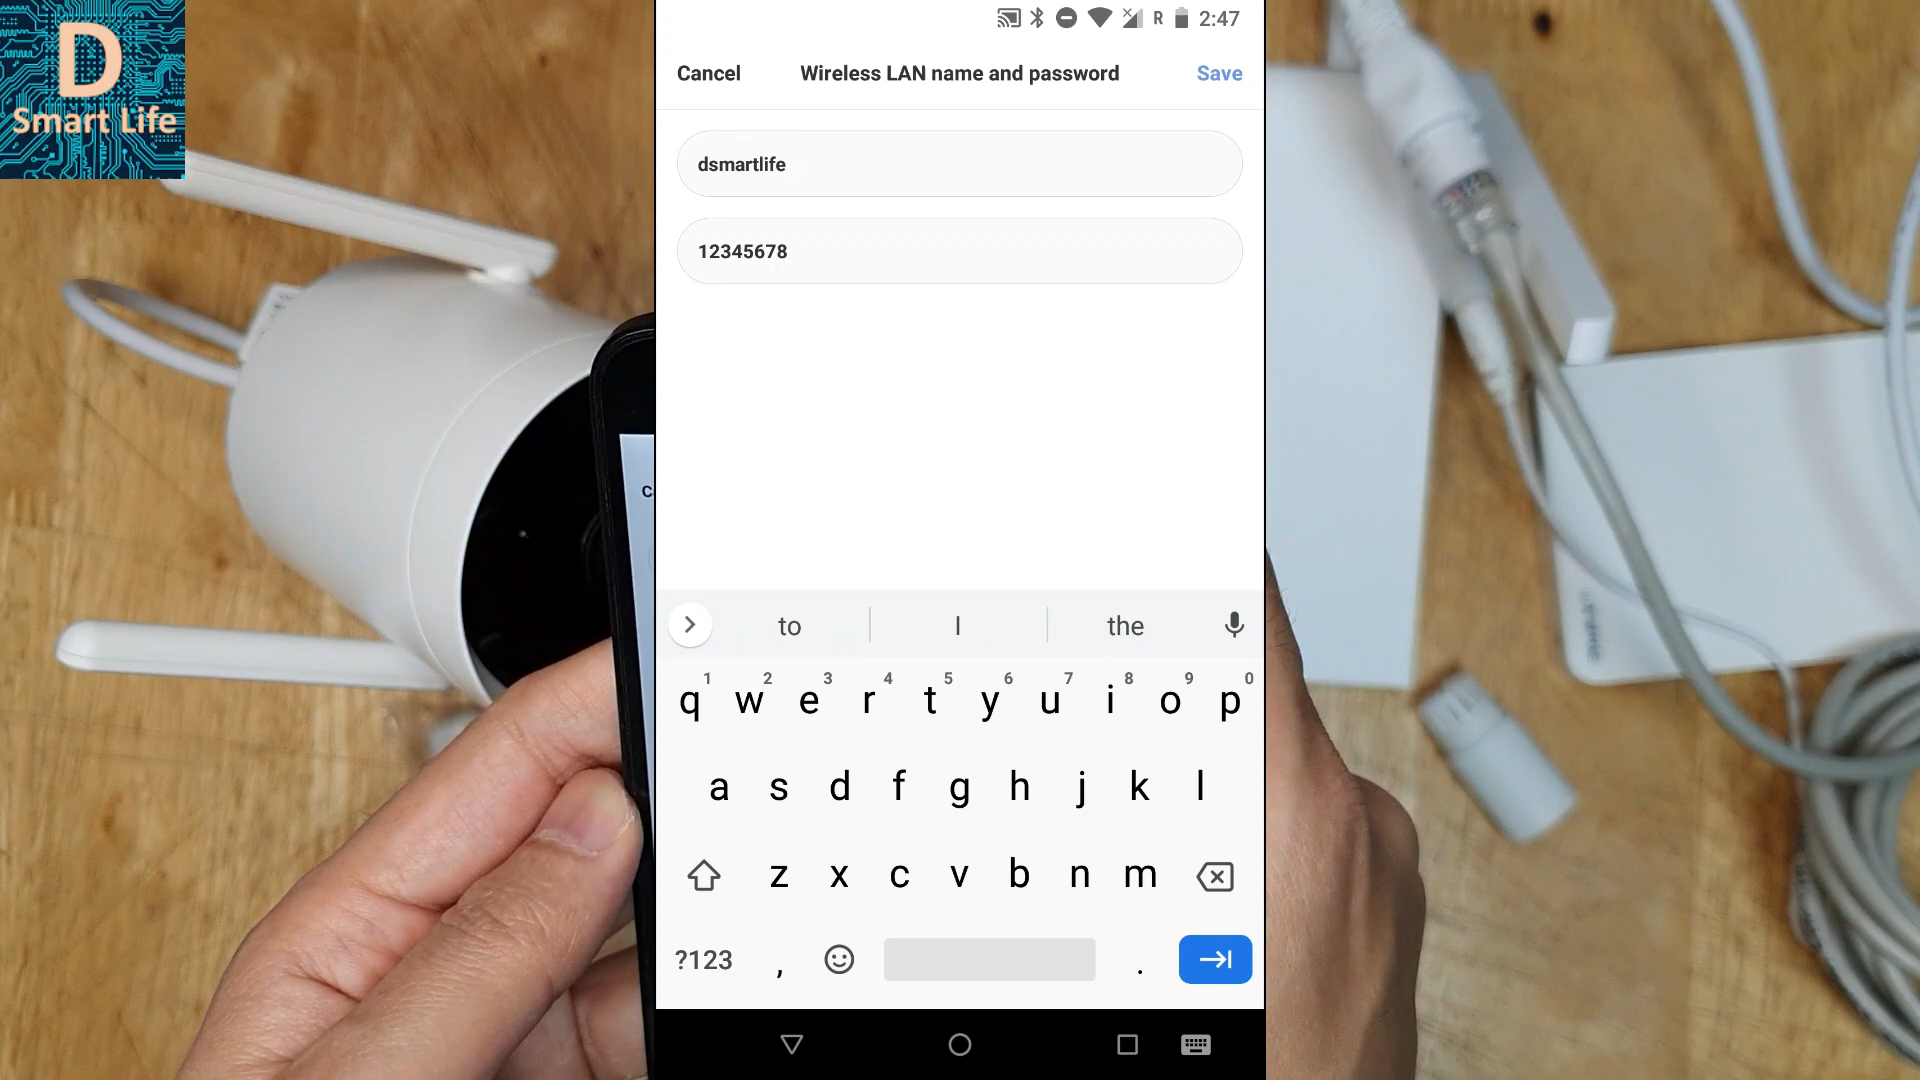 D
Smart Life
2:47
R
Cancel Wireless LAN name and password Save
dsmartlife
12345678
to I the
1 2 3 4 5 6 7 8 9 0
q w e r t y u i o p
a s d f g h j k l
z x c v b n m
?123 , .